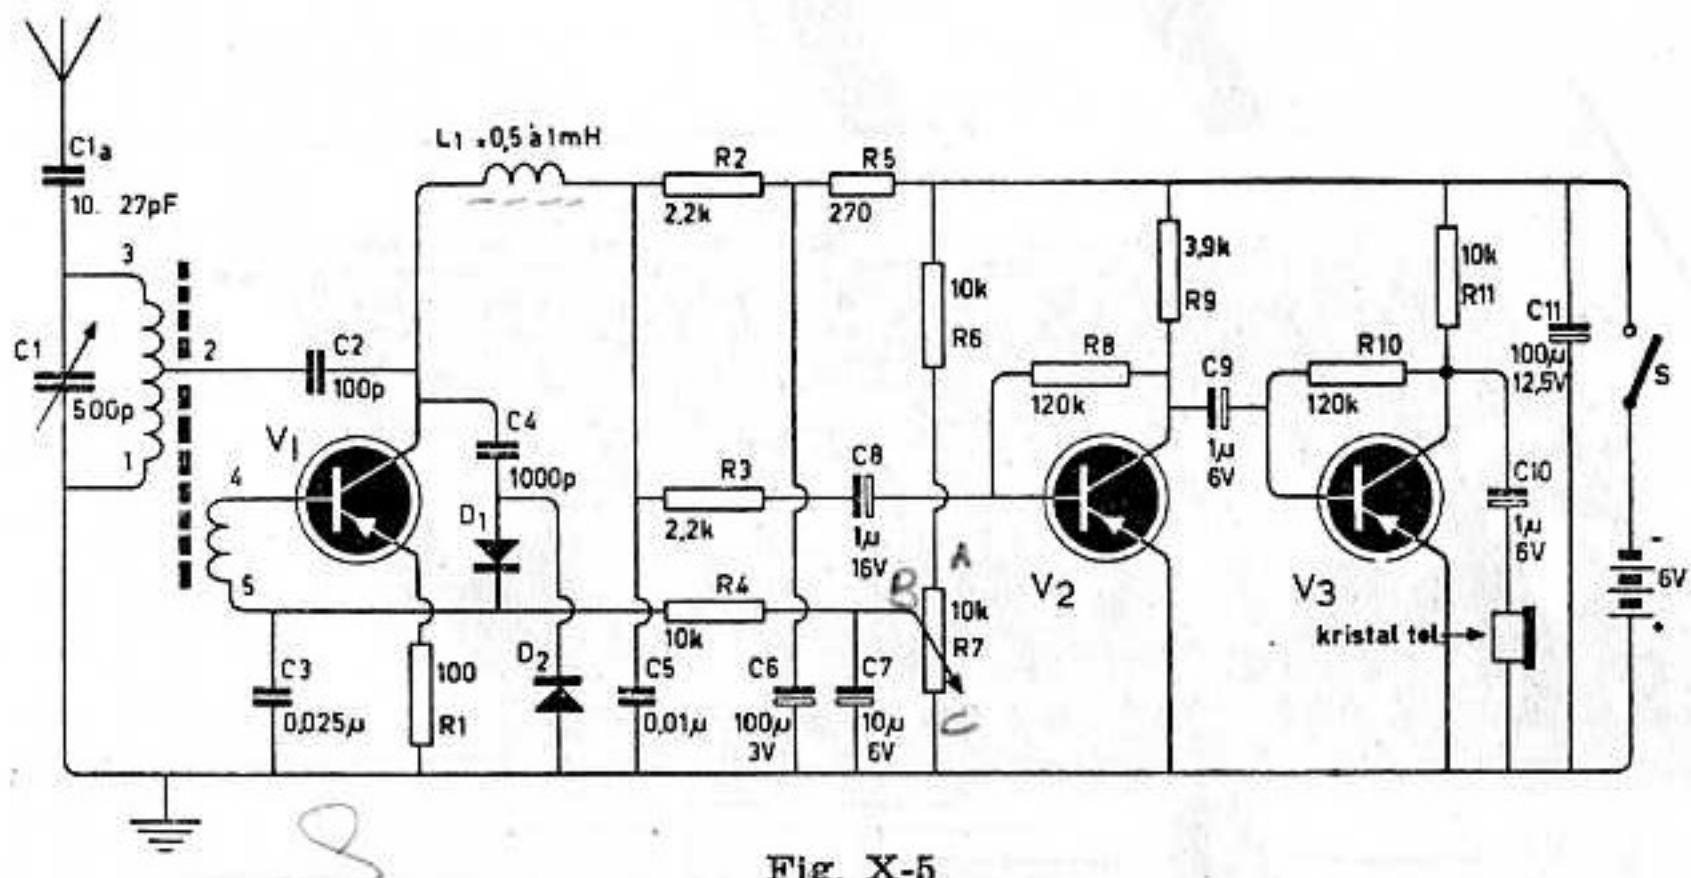 L1 = 0,5 à 1mH
C1a
10. 27pF
R2
2,2k
R5
270
3
C1
500p
1
2
C2
100p
V1
4
5
C4
1000p
D1
D2
C3
0,025µ
100
R1
R3
2,2k
R4
10k
C5
0,01µ
C6
100µ
3V
C7
10µ
6V
C8
1µ
16V
10k
R6
A
B
10k
R7
C
R8
120k
V2
3,9k
R9
C9
1µ
6V
R10
120k
V3
10k
R11
C10
1µ
6V
kristal tel.
C11
100µ
12,5V
S
-
6V
+
Fig. X-5